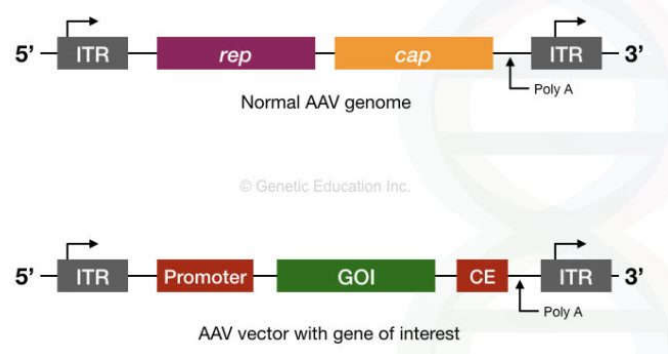 5’ ITR rep cap ITR 3’
Poly A
Normal AAV genome
© Genetic Education Inc.
5’ ITR Promoter GOI CE ITR 3’
Poly A
AAV vector with gene of interest